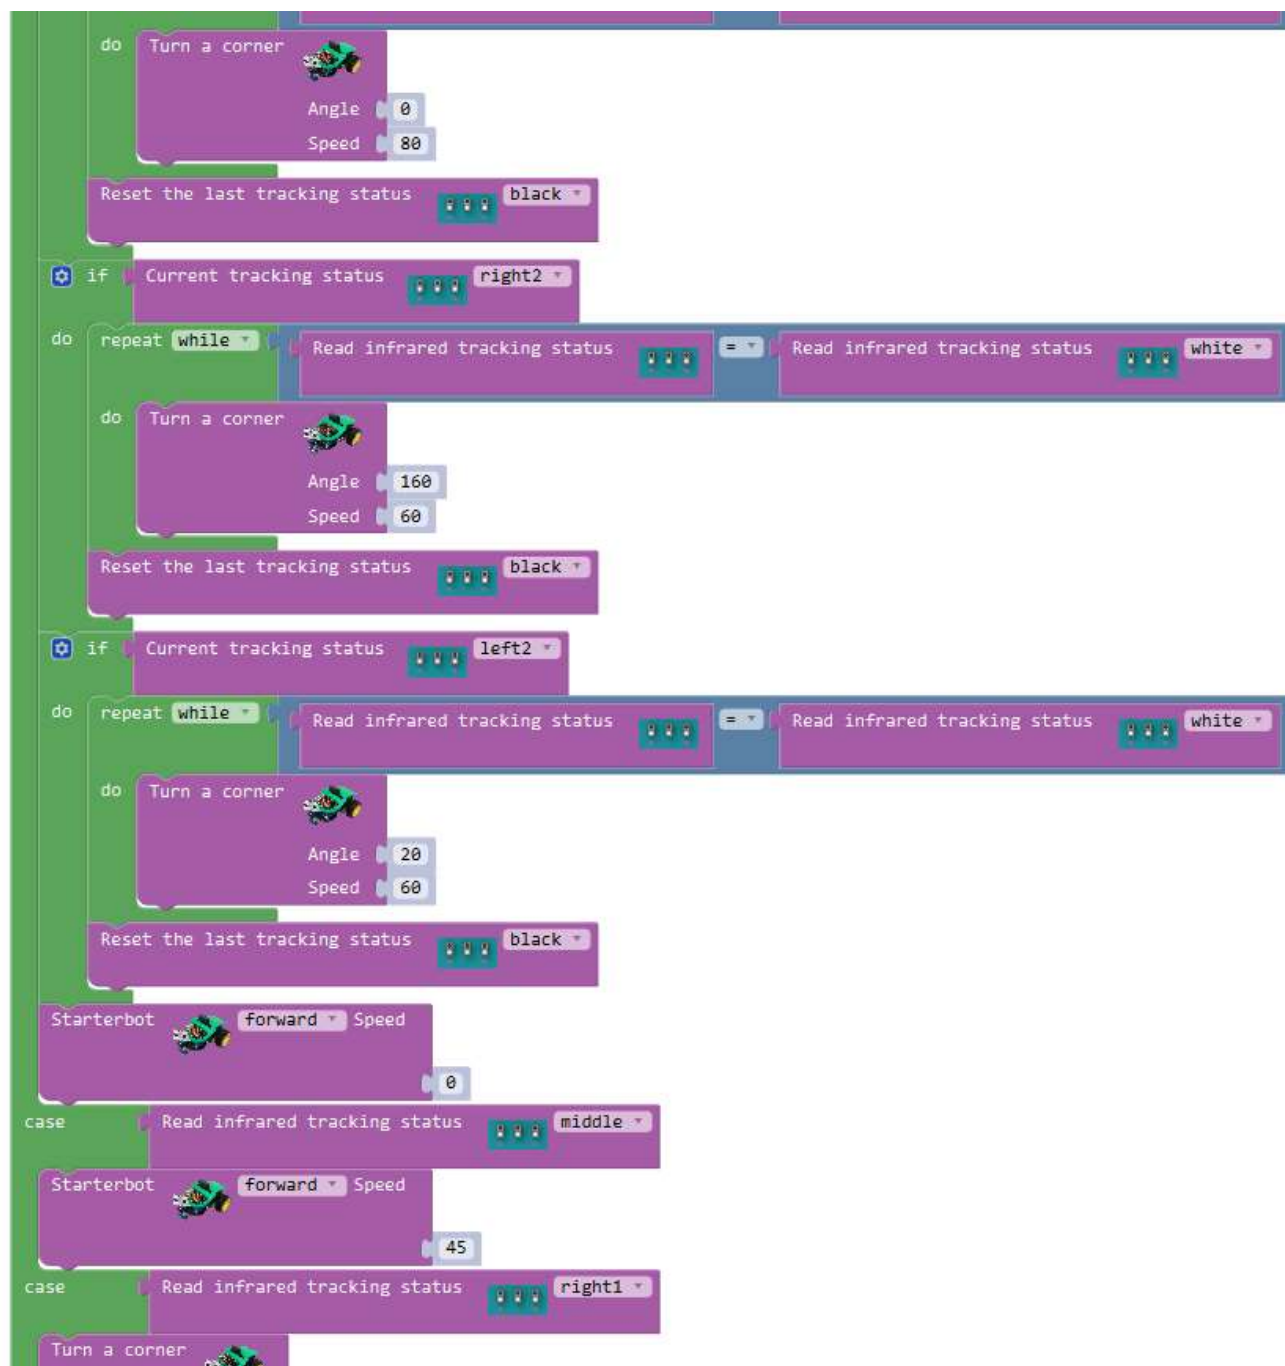 do Turn a corner
Angle 0
Speed 80
Reset the last tracking status black
if Current tracking status right2
do repeat while Read infrared tracking status = Read infrared tracking status white
do Turn a corner
Angle 160
Speed 60
Reset the last tracking status black
if Current tracking status left2
do repeat while Read infrared tracking status = Read infrared tracking status white
do Turn a corner
Angle 20
Speed 60
Reset the last tracking status black
Starterbot forward Speed
0
case Read infrared tracking status middle
Starterbot forward Speed
45
case Read infrared tracking status right1
Turn a corner